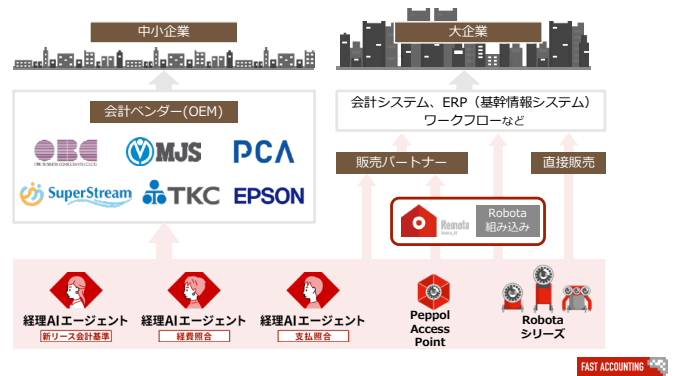 中小企業
大企業
会計ベンダー(OEM)
OBC
OBIC BUSINESS CONSULTANTS CO.,LTD
MJS
PCA
SuperStream
TKC
EPSON
会計システム、ERP（基幹情報システム）
ワークフローなど
販売パートナー
直接販売
Remota
Robota
組み込み
経理AIエージェント
新リース会計基準
経理AIエージェント
経費照合
経理AIエージェント
支払照合
Peppol
Access
Point
Robota
シリーズ
FAST ACCOUNTING